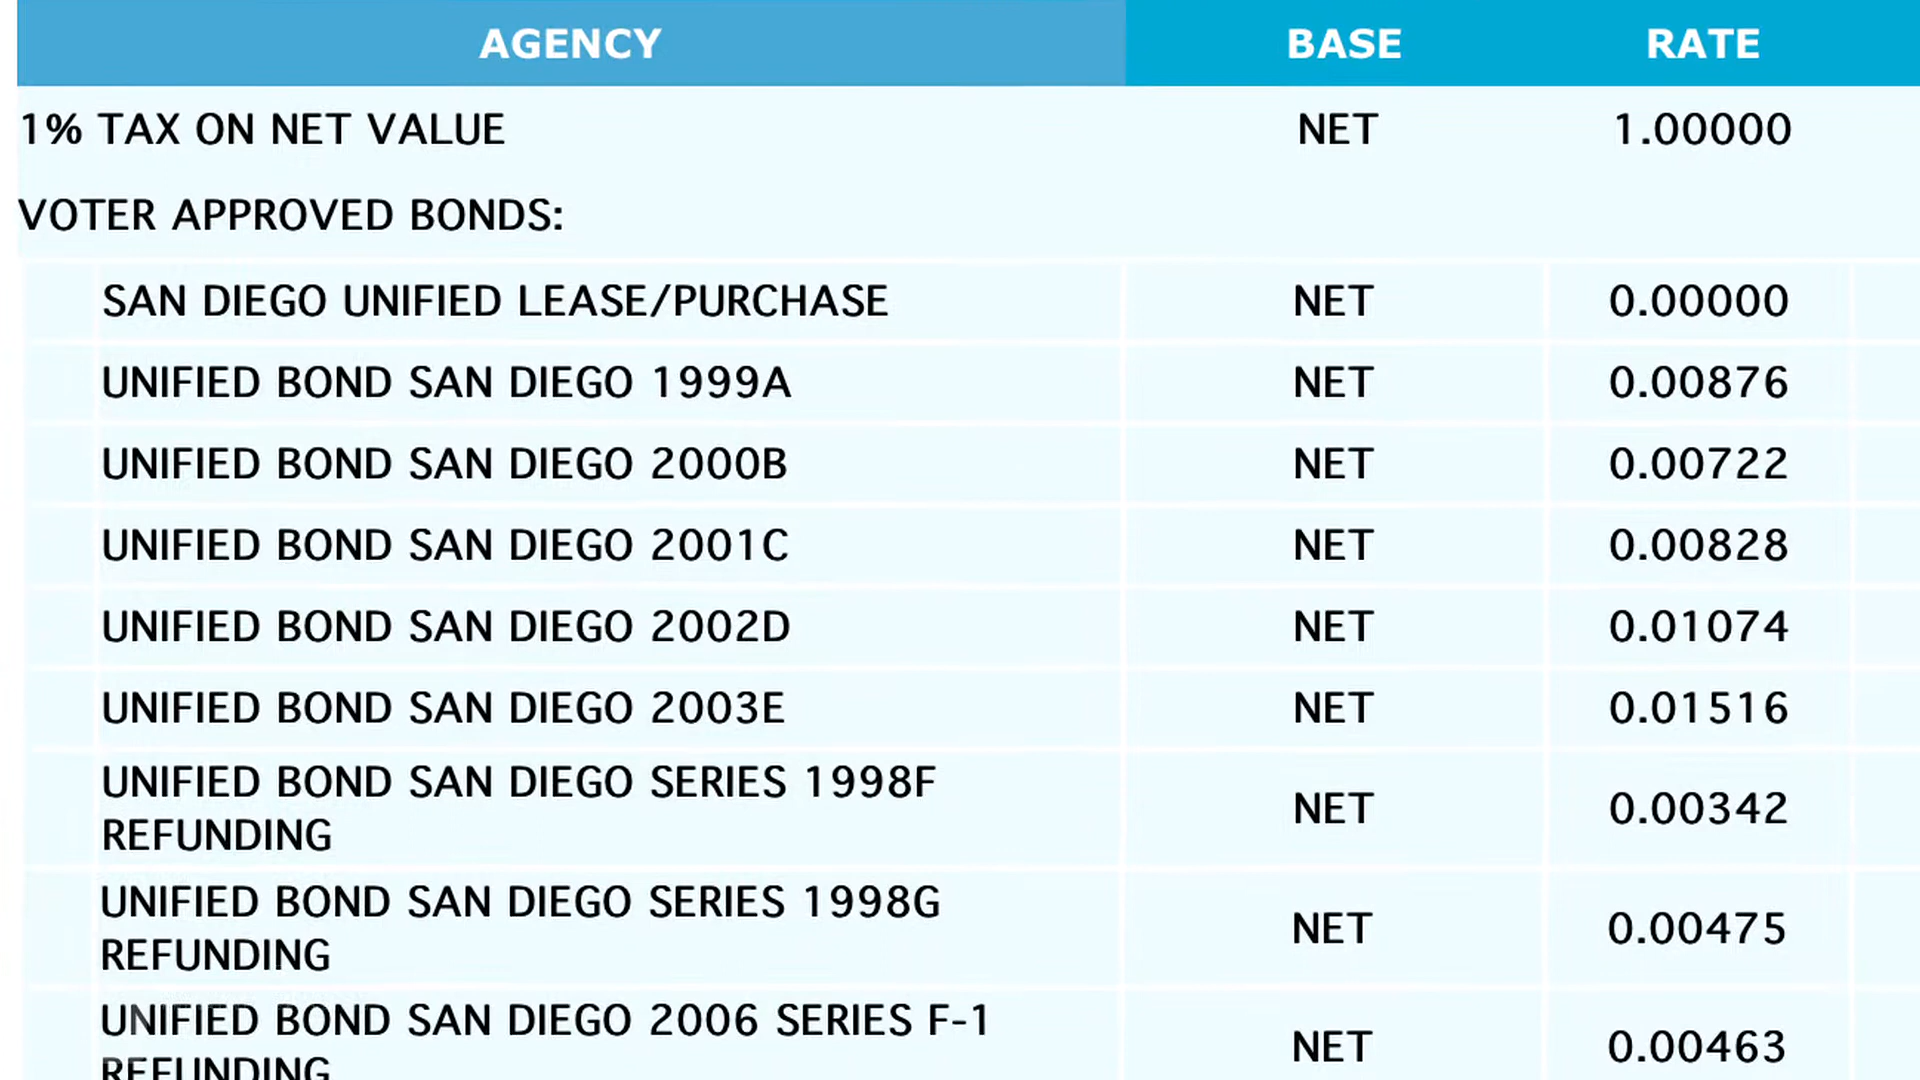 AGENCY BASE RATE
1% TAX ON NET VALUE NET 1.00000
VOTER APPROVED BONDS:
SAN DIEGO UNIFIED LEASE/PURCHASE NET 0.00000
UNIFIED BOND SAN DIEGO 1999A NET 0.00876
UNIFIED BOND SAN DIEGO 2000B NET 0.00722
UNIFIED BOND SAN DIEGO 2001C NET 0.00828
UNIFIED BOND SAN DIEGO 2002D NET 0.01074
UNIFIED BOND SAN DIEGO 2003E NET 0.01516
UNIFIED BOND SAN DIEGO SERIES 1998F
REFUNDING NET 0.00342
UNIFIED BOND SAN DIEGO SERIES 1998G
REFUNDING NET 0.00475
UNIFIED BOND SAN DIEGO 2006 SERIES F-1
REFUNDING NET 0.00463